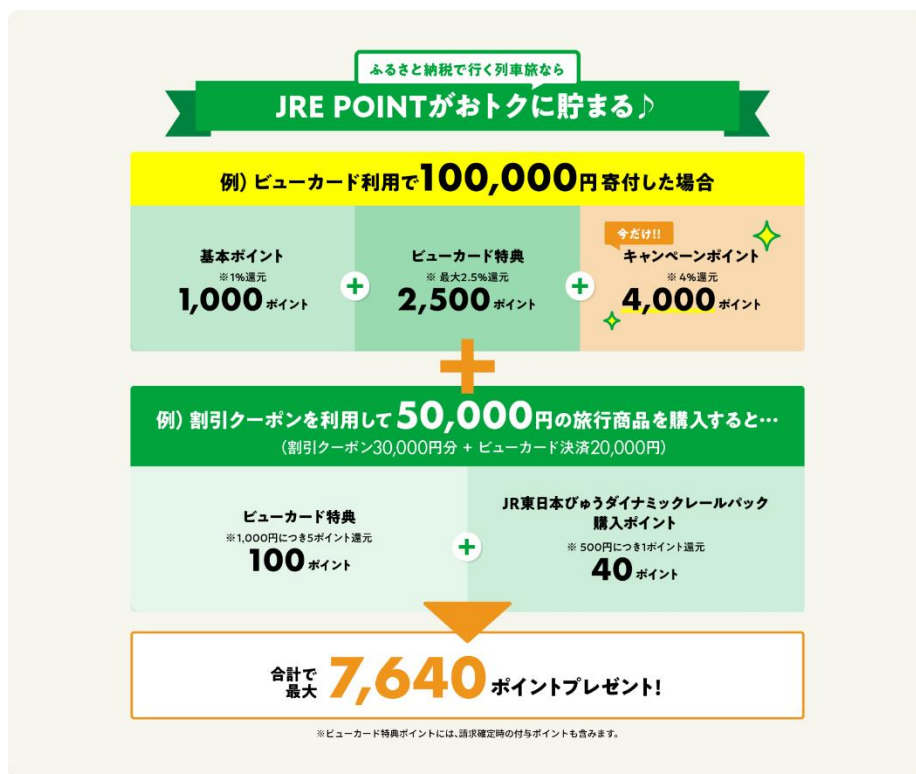 ふるさと納税で行く列車旅なら
JRE POINTがおトクに貯まる♪
例）ビューカード利用で100,000円寄付した場合
基本ポイント
※1%還元
1,000ポイント
+
ビューカード特典
※ 最大2.5%還元
2,500ポイント
+
今だけ!!
キャンペーンポイント
※ 4%還元
4,000ポイント
+
例）割引クーポンを利用して50,000円の旅行商品を購入すると…
（割引クーポン30,000円分 + ビューカード決済20,000円）
ビューカード特典
※1,000円につき5ポイント還元
100ポイント
+
JR東日本びゅうダイナミックレールパック
購入ポイント
※ 500円につき1ポイント還元
40ポイント
合計で
最大
7,640ポイントプレゼント!
※ビューカード特典ポイントには、請求確定時の付与ポイントも含みます。